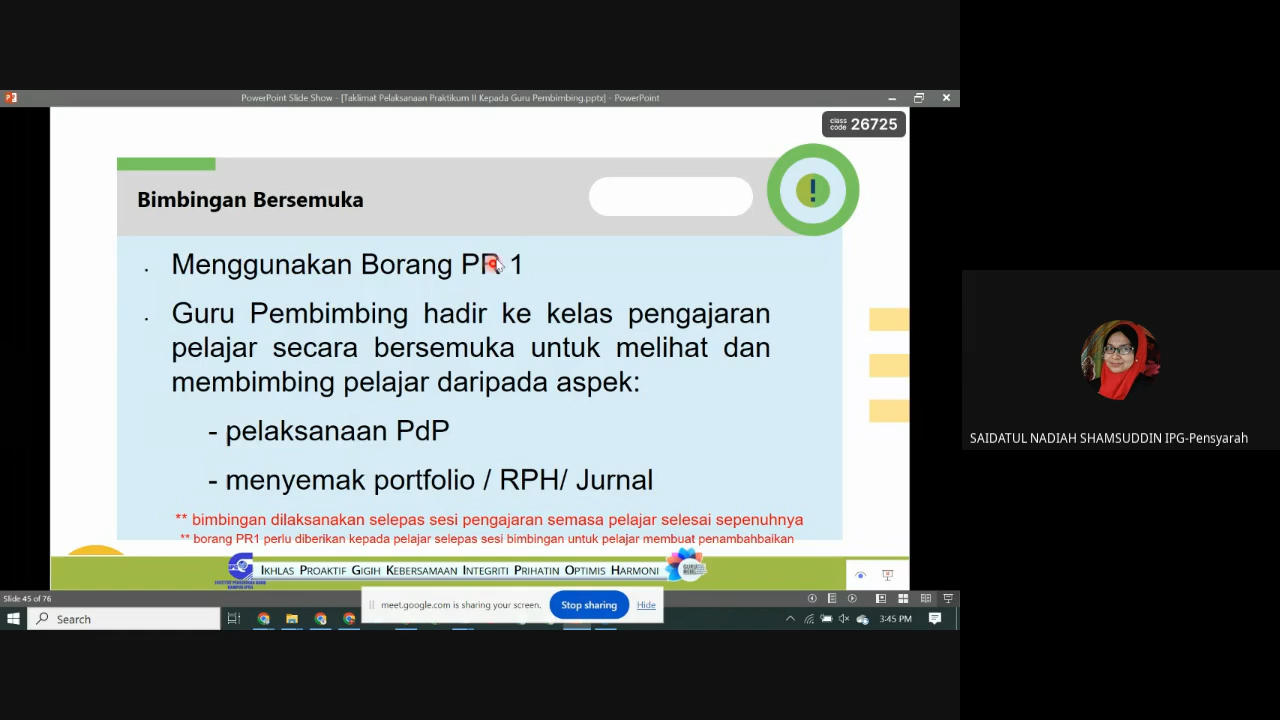 PowerPoint Slide Show - [Taklimat Pelaksanaan Praktikum II Kepada Guru Pembimbing.pptx] - PowerPoint
class code 26725
Bimbingan Bersemuka
. Menggunakan Borang PR 1
. Guru Pembimbing hadir ke kelas pengajaran
pelajar secara bersemuka untuk melihat dan
membimbing pelajar daripada aspek:
- pelaksanaan PdP
- menyemak portfolio / RPH/ Jurnal
** bimbingan dilaksanakan selepas sesi pengajaran semasa pelajar selesai sepenuhnya
** borang PR1 perlu diberikan kepada pelajar selepas sesi bimbingan untuk pelajar membuat penambahbaikan
IKHLAS PROAKTIF GIGIH KEBERSAMAAN INTEGRITI PRIHATIN OPTIMIS HARMONI
Slide 45 of 76
meet.google.com is sharing your screen. Stop sharing Hide
Search
3:45 PM
SAIDATUL NADIAH SHAMSUDDIN IPG-Pensyarah